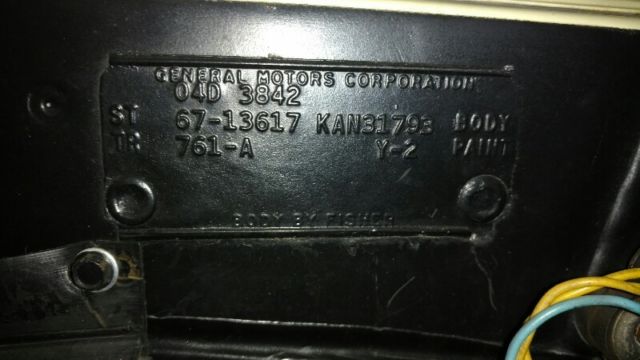 GENERAL MOTORS CORPORATION
04D 3842
ST 67-13617 KAN31793 BODY
TR 761-A Y-2 PAINT
BODY BY FISHER